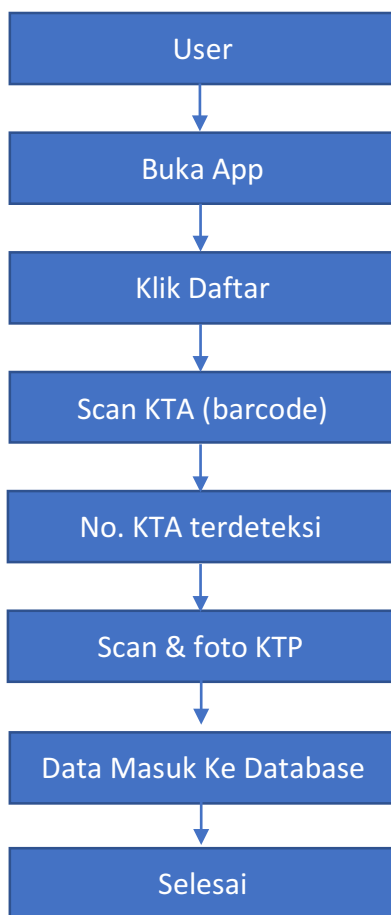 User
Buka App
Klik Daftar
Scan KTA (barcode)
No. KTA terdeteksi
Scan & foto KTP
Data Masuk Ke Database
Selesai